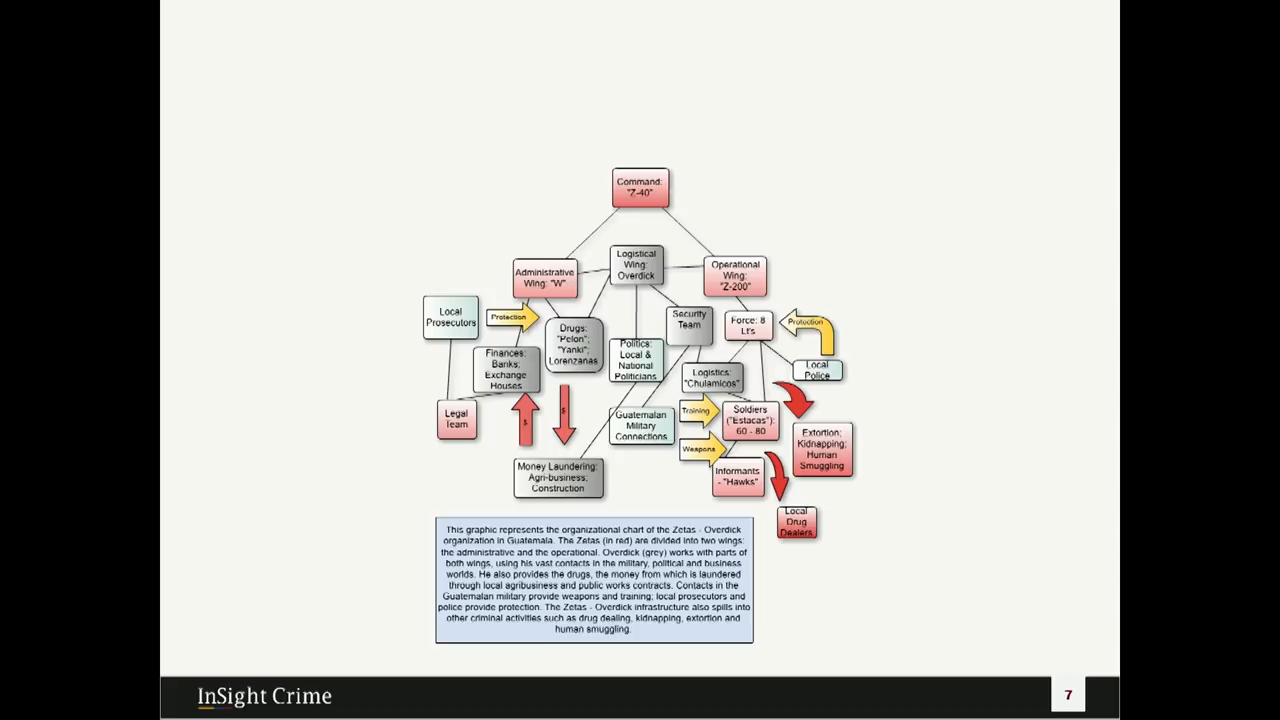 Command:
"Z-40"
Logistical
Wing:
Overdick
Administrative
Wing: "W"
Operational
Wing:
"Z-200"
Local
Prosecutors
Protection
Drugs:
"Pelon";
"Yanki";
Lorenzanas
Security
Team
Force: 8
Lt's
Protection
Finances:
Banks;
Exchange
Houses
Politics:
Local &
National
Politicians
Logistics:
"Chulamicos"
Local
Police
Legal
Team
$
$
Guatemalan
Military
Connections
Training
Soldiers
("Estacas"):
60 - 80
Weapons
Extortion;
Kidnapping;
Human
Smuggling
Money Laundering:
Agri-business;
Construction
Informants
- "Hawks"
Local
Drug
Dealers
This graphic represents the organizational chart of the Zetas - Overdick
organization in Guatemala. The Zetas (in red) are divided into two wings:
the administrative and the operational. Overdick (grey) works with parts of
both wings, using his vast contacts in the military, political and business
worlds. He also provides the drugs, the money from which is laundered
through local agribusiness and public works contracts. Contacts in the
Guatemalan military provide weapons and training; local prosecutors and
police provide protection. The Zetas - Overdick infrastructure also spills into
other criminal activities such as drug dealing, kidnapping, extortion and
human smuggling.
InSight Crime
7